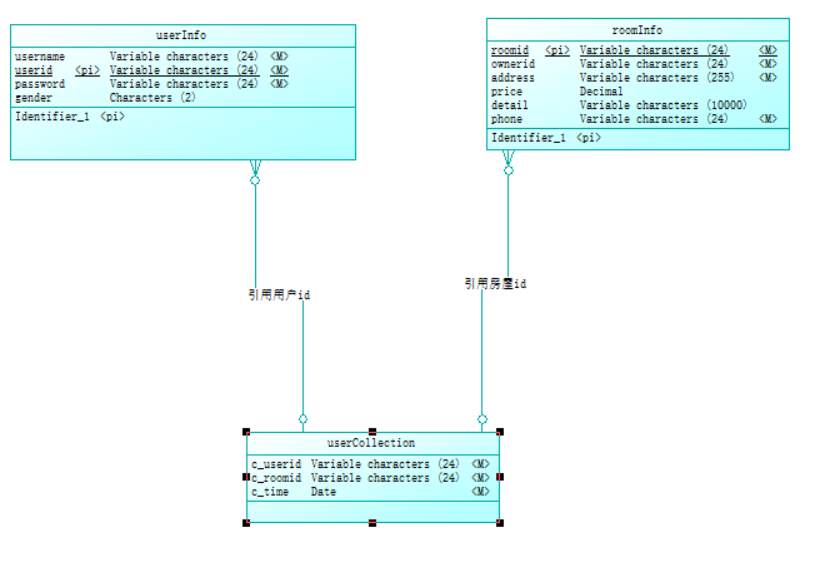 userInfo
username Variable characters (24) <M>
userid <pi> Variable characters (24) <M>
password Variable characters (24) <M>
gender Characters (2)
Identifier_1 <pi>
roomInfo
roomid <pi> Variable characters (24) <M>
ownerid Variable characters (24) <M>
address Variable characters (255) <M>
price Decimal
detail Variable characters (10000)
phone Variable characters (24) <M>
Identifier_1 <pi>
引用用户id
引用房屋id
userCollection
c_userid Variable characters (24) <M>
c_roomid Variable characters (24) <M>
c_time Date <M>